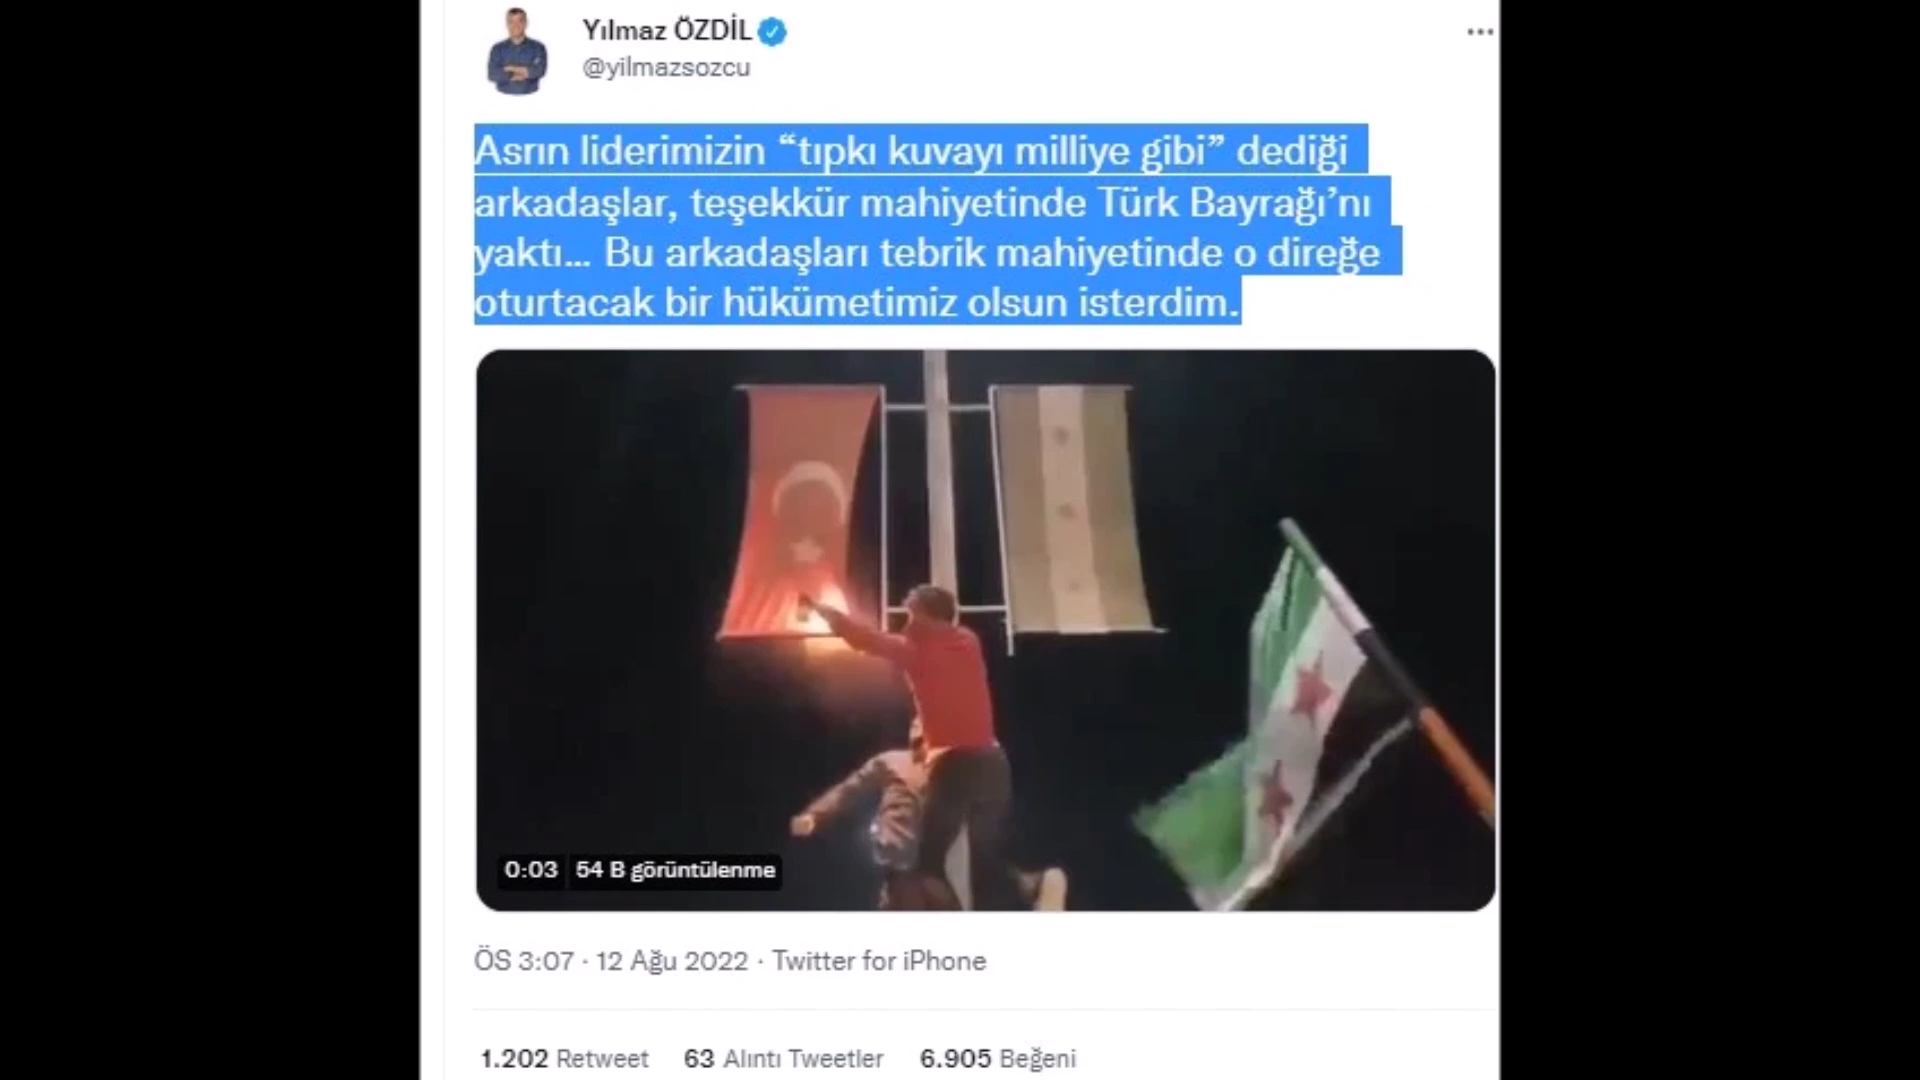 Yılmaz ÖZDİL
@yilmazsozcu
Asrın liderimizin “tıpkı kuvayı milliye gibi” dediği
arkadaşlar, teşekkür mahiyetinde Türk Bayrağı’nı
yaktı... Bu arkadaşları tebrik mahiyetinde o direğe
oturtacak bir hükümetimiz olsun isterdim.
0:03 54 B görüntülenme
ÖS 3:07 · 12 Ağu 2022 · Twitter for iPhone
1.202 Retweet 63 Alıntı Tweetler 6.905 Beğeni